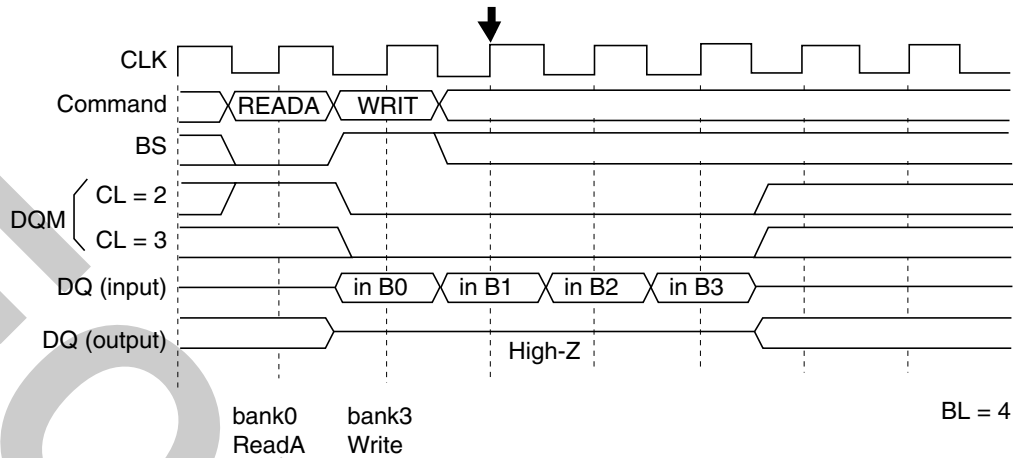 CLK
Command READA WRIT
BS
DQM CL = 2
CL = 3
DQ (input) in B0 in B1 in B2 in B3
DQ (output) High-Z
bank0 bank3 BL = 4
ReadA Write